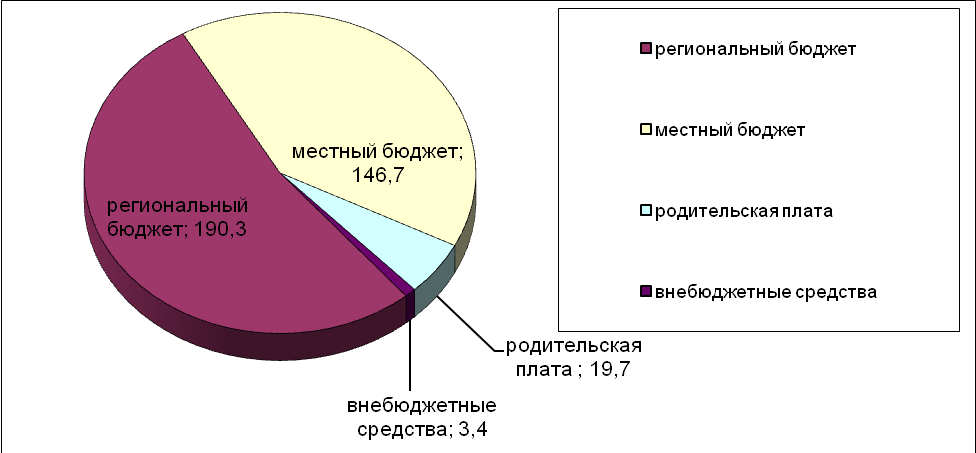 региональный бюджет
местный бюджет
родительская плата
внебюджетные средства
местный бюджет;
146,7
региональный
бюджет; 190,3
родительская
плата ; 19,7
внебюджетные
средства; 3,4